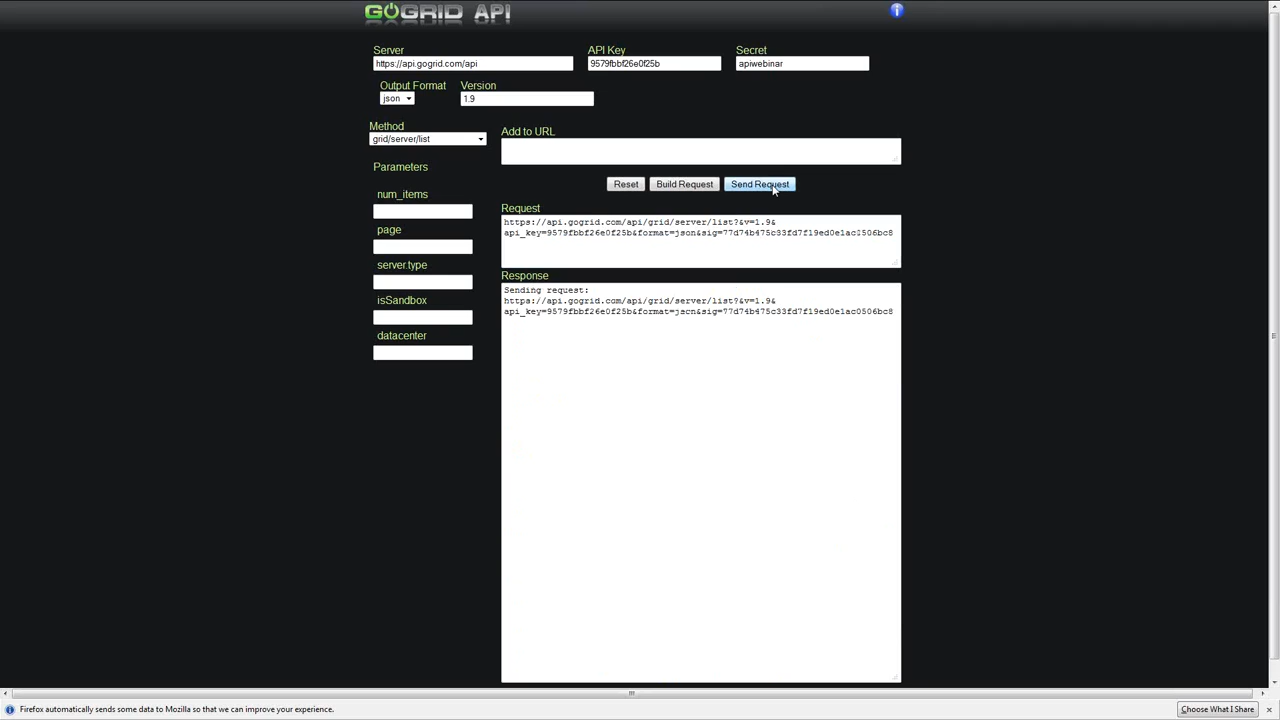 GOGRID API
Server
API Key
Secret
https://api.gogrid.com/api
9579fbbf26e0f25b
apiwebinar
Output Format
Version
json
1.9
Method
grid/server/list
Add to URL
Parameters
Reset
Build Request
Send Request
num_items
Request
https://api.gogrid.com/api/grid/server/list?&v=1.9&
page
server.type
Response
Sending request:
isSandbox
https://api.gogrid.com/api/grid/server/list?&v=1.9&
datacenter
Firefox automatically sends some data to Mozilla so that we can improve your experience.
Choose What I Share